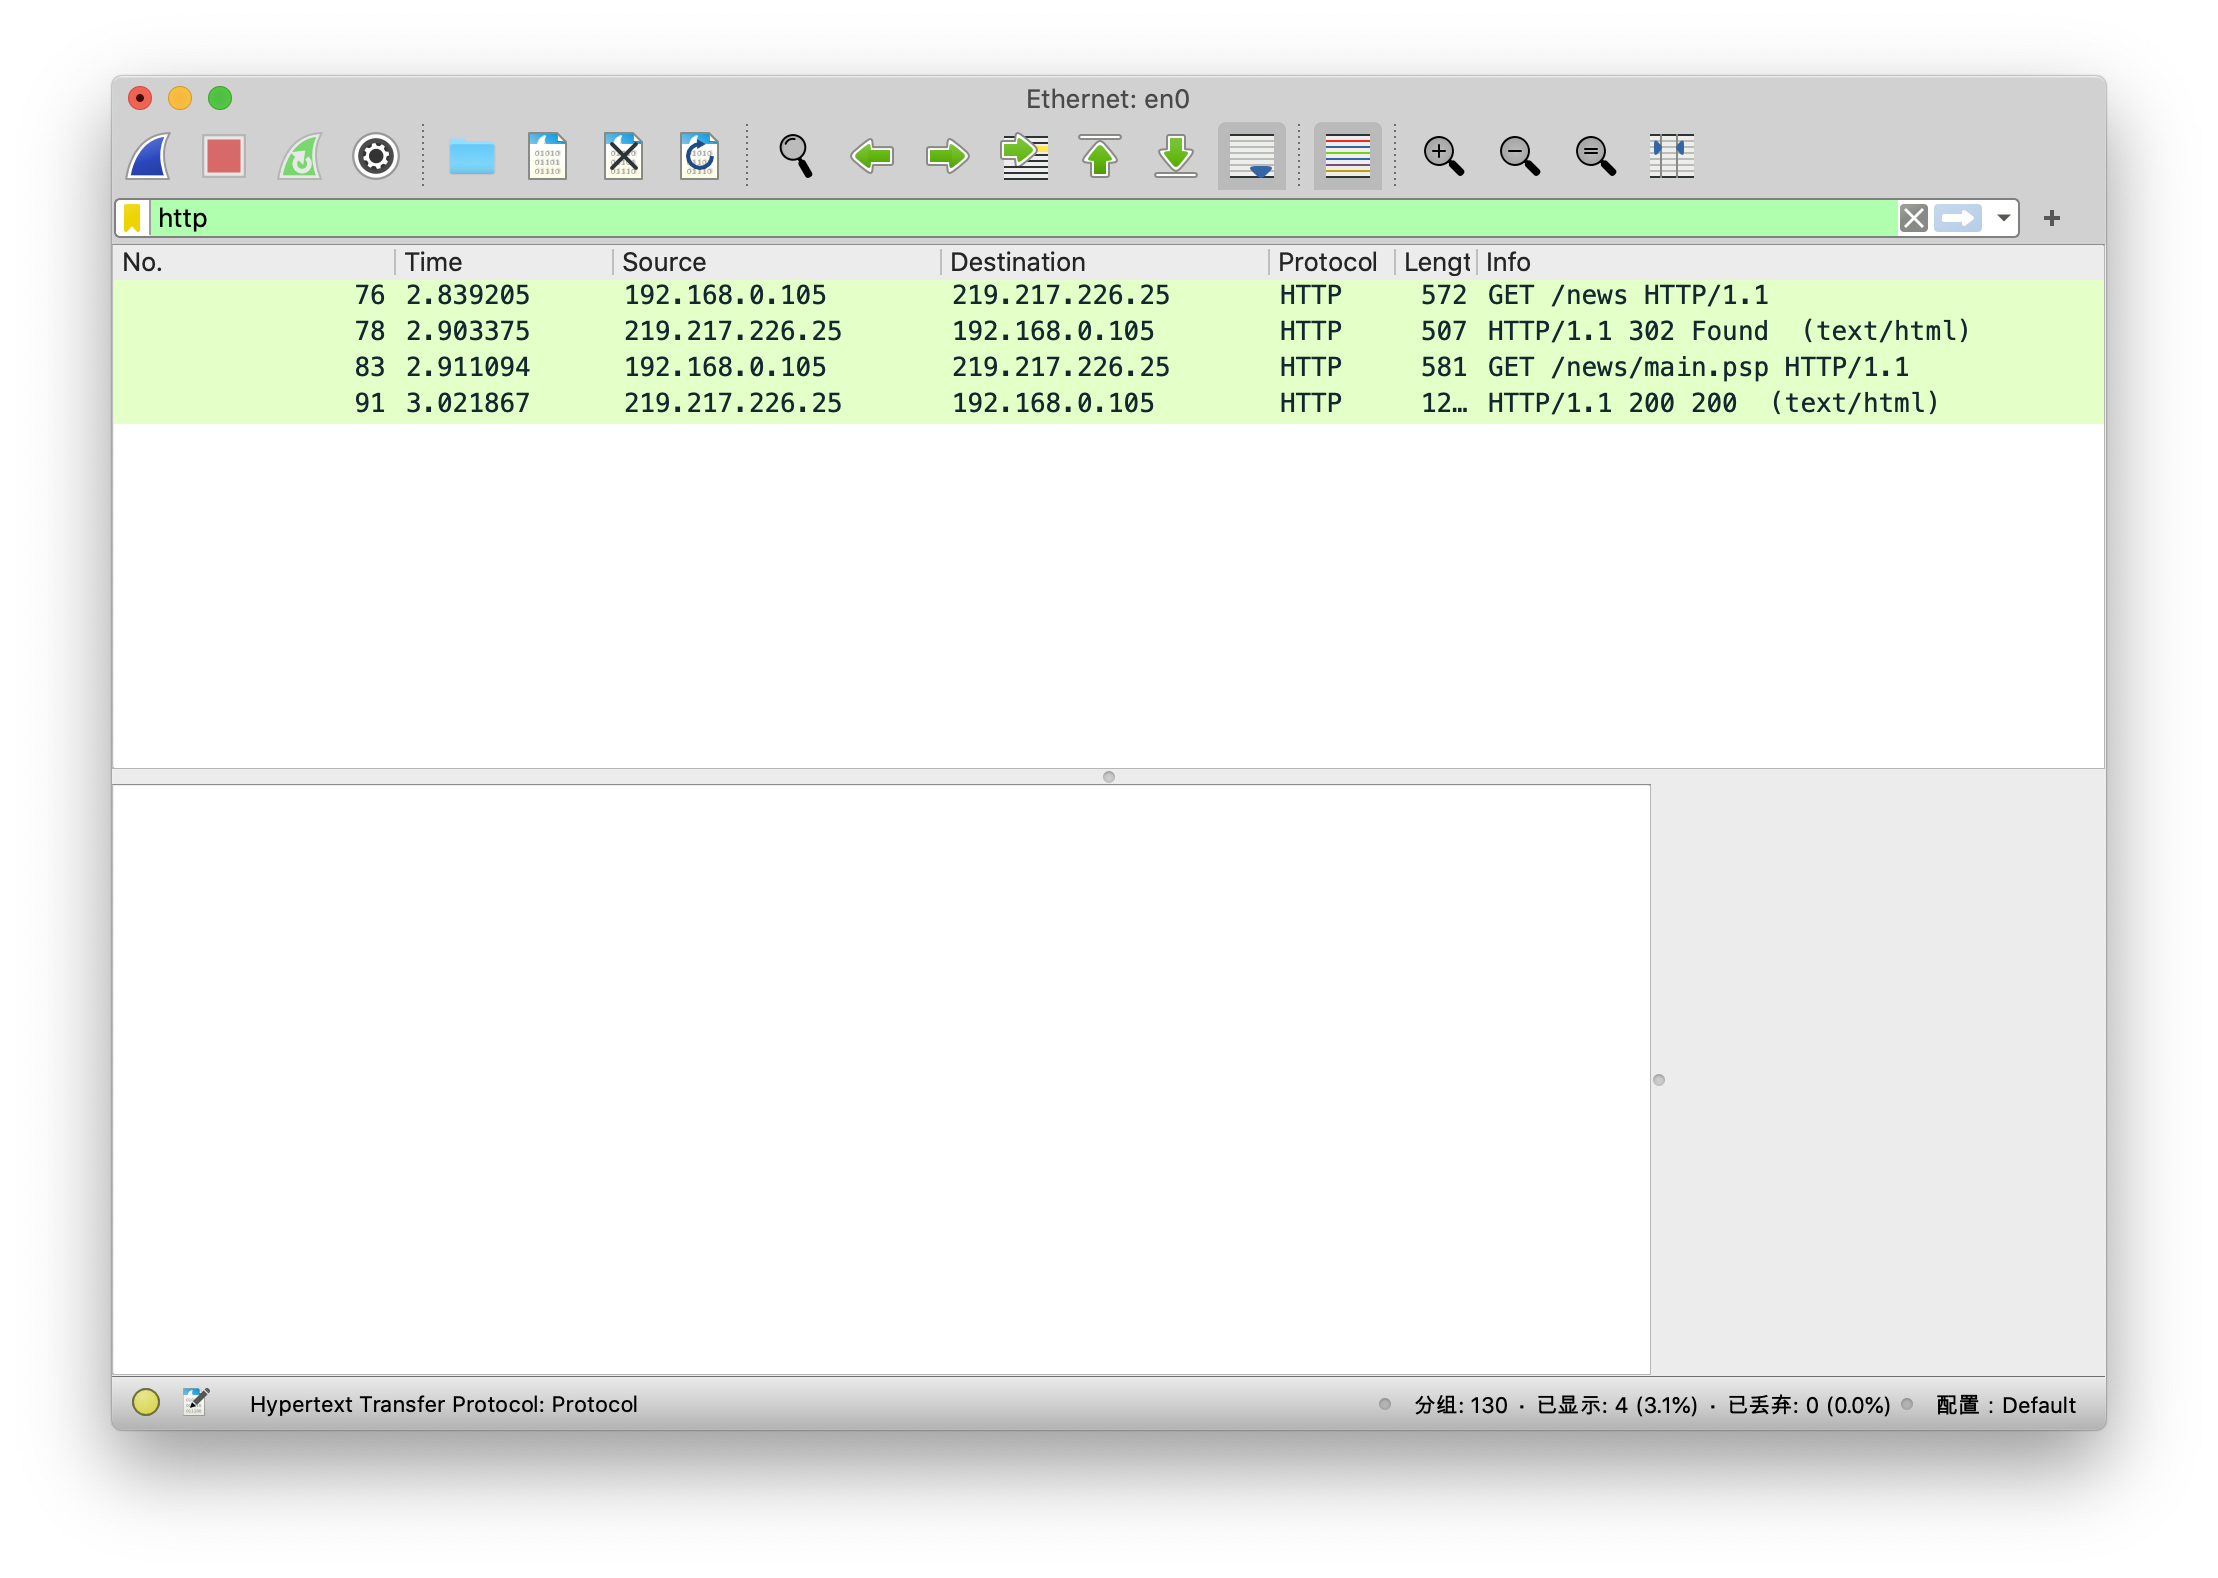 Ethernet: en0
http
No. Time Source Destination Protocol Lengt Info
76 2.839205 192.168.0.105 219.217.226.25 HTTP 572 GET /news HTTP/1.1
78 2.903375 219.217.226.25 192.168.0.105 HTTP 507 HTTP/1.1 302 Found (text/html)
83 2.911094 192.168.0.105 219.217.226.25 HTTP 581 GET /news/main.psp HTTP/1.1
91 3.021867 219.217.226.25 192.168.0.105 HTTP 12… HTTP/1.1 200 200 (text/html)
Hypertext Transfer Protocol: Protocol 分组: 130 · 已显示: 4 (3.1%) · 已丢弃: 0 (0.0%) 配置：Default